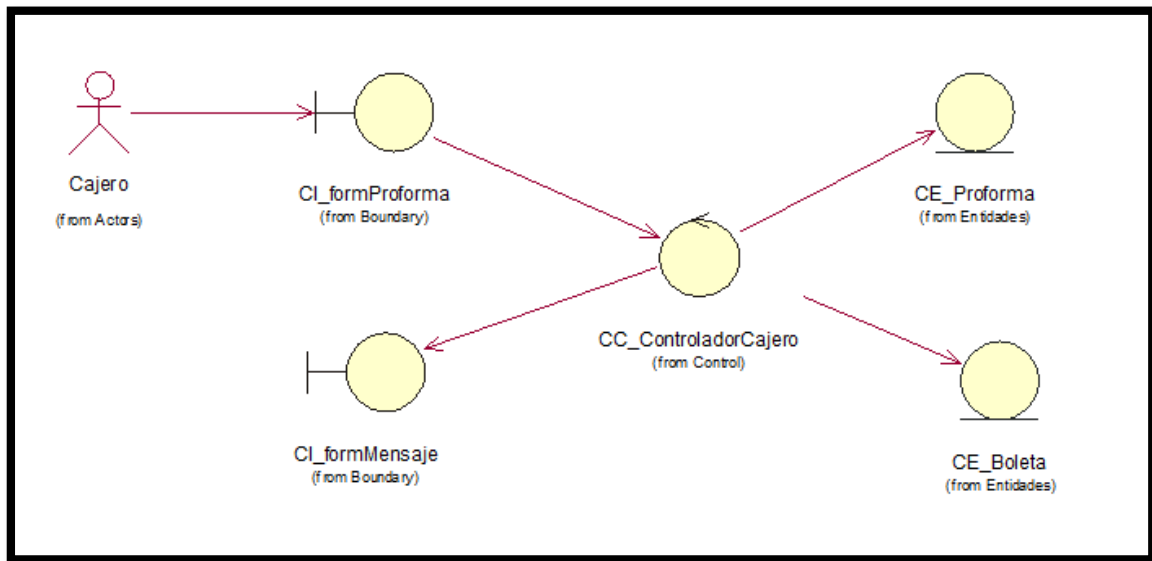 Cajero
(from Actors)
CI_formProforma
(from Boundary)
CE_Proforma
(from Entidades)
CC_ControladorCajero
(from Control)
CI_formMensaje
(from Boundary)
CE_Boleta
(from Entidades)